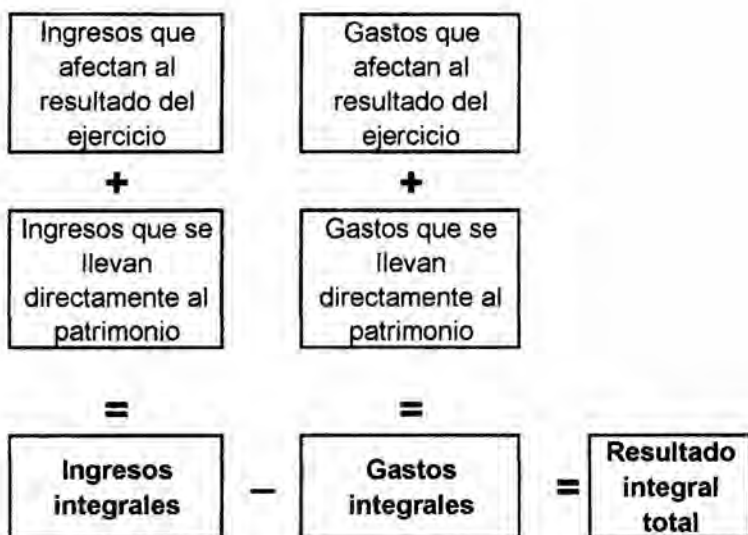 Ingresos que
afectan al
resultado del
ejercicio
Gastos que
afectan al
resultado del
ejercicio
+
+
Ingresos que se
llevan
directamente al
patrimonio
Gastos que se
llevan
directamente al
patrimonio
=
=
Ingresos
integrales
–
Gastos
integrales
=
Resultado
integral
total